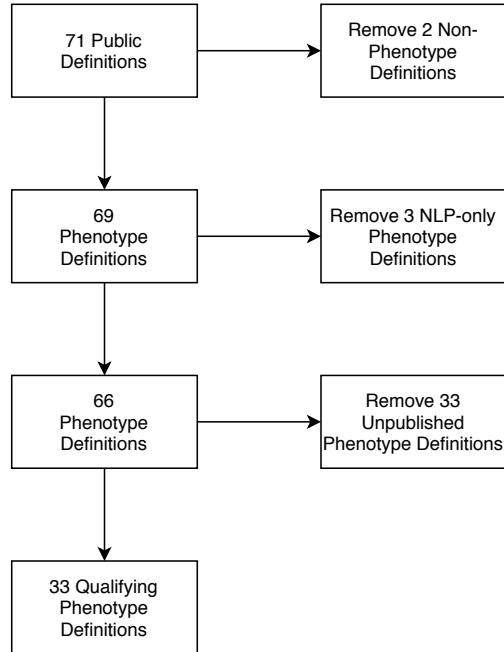 71 Public
Definitions
Remove 2 Non-
Phenotype
Definitions
69
Phenotype
Definitions
Remove 3 NLP-only
Phenotype
Definitions
66
Phenotype
Definitions
Remove 33
Unpublished
Phenotype Definitions
33 Qualifying
Phenotype
Definitions